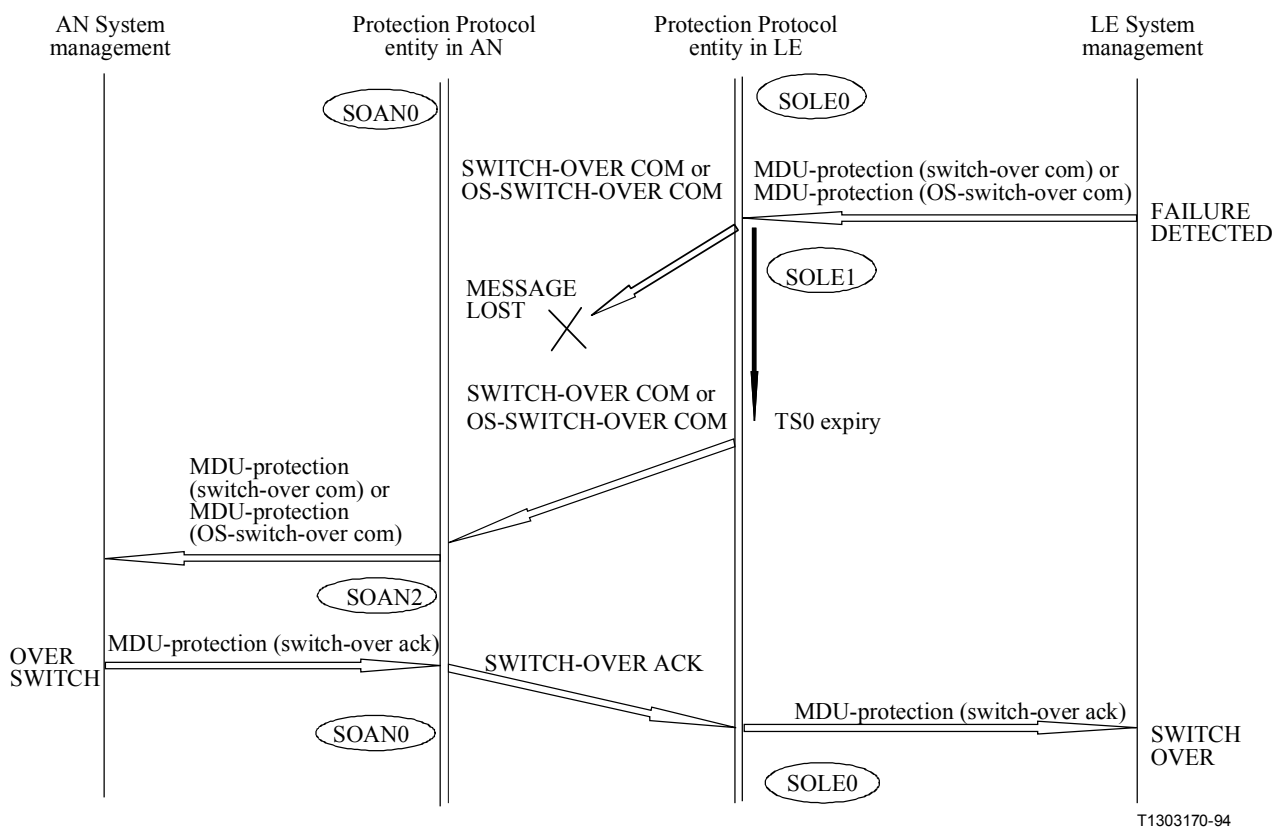 AN System
management
Protection Protocol
entity in AN
Protection Protocol
entity in LE
LE System
management
SOAN0
SOLE0
SWITCH-OVER COM or
OS-SWITCH-OVER COM
MDU-protection (switch-over com) or
MDU-protection (OS-switch-over com)
FAILURE
DETECTED
SOLE1
MESSAGE
LOST
SWITCH-OVER COM or
OS-SWITCH-OVER COM
TS0 expiry
MDU-protection
(switch-over com) or
MDU-protection
(OS-switch-over com)
SOAN2
OVER
SWITCH
MDU-protection (switch-over ack)
SWITCH-OVER ACK
SOAN0
MDU-protection (switch-over ack)
SWITCH
OVER
SOLE0
T1303170-94